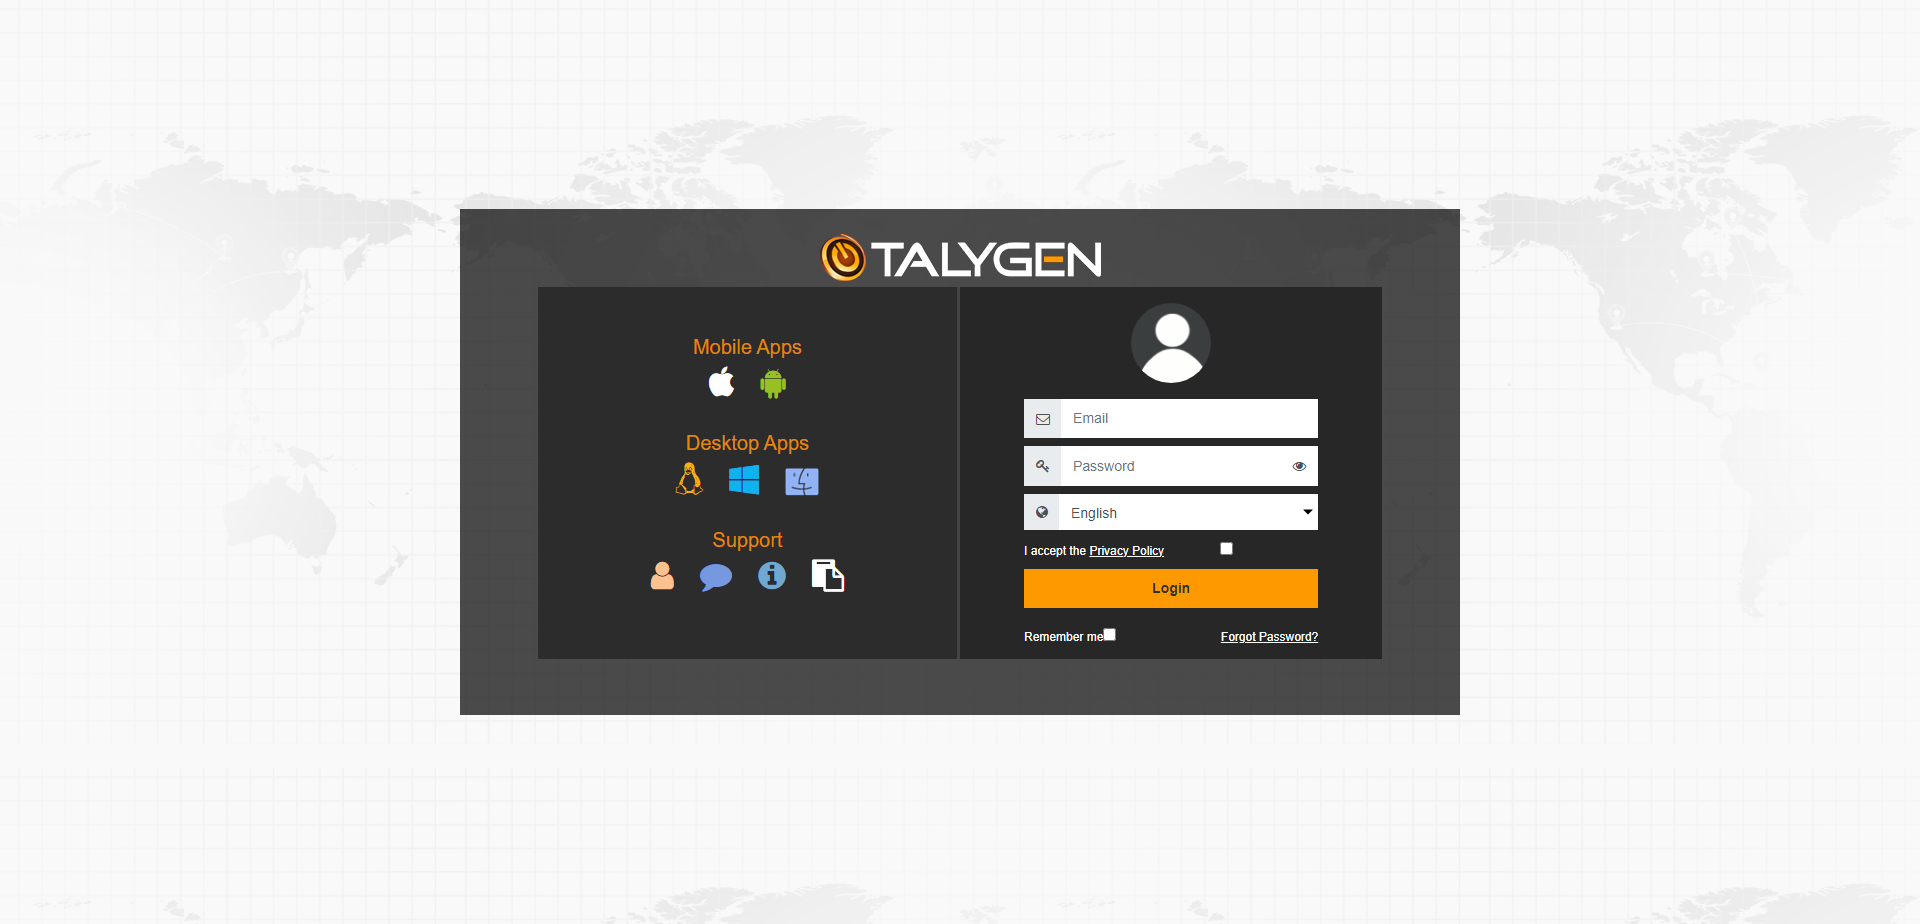 TALYGEN
Mobile Apps
Desktop Apps
Support
Email
Password
English
I accept the Privacy Policy
Login
Remember me
Forgot Password?